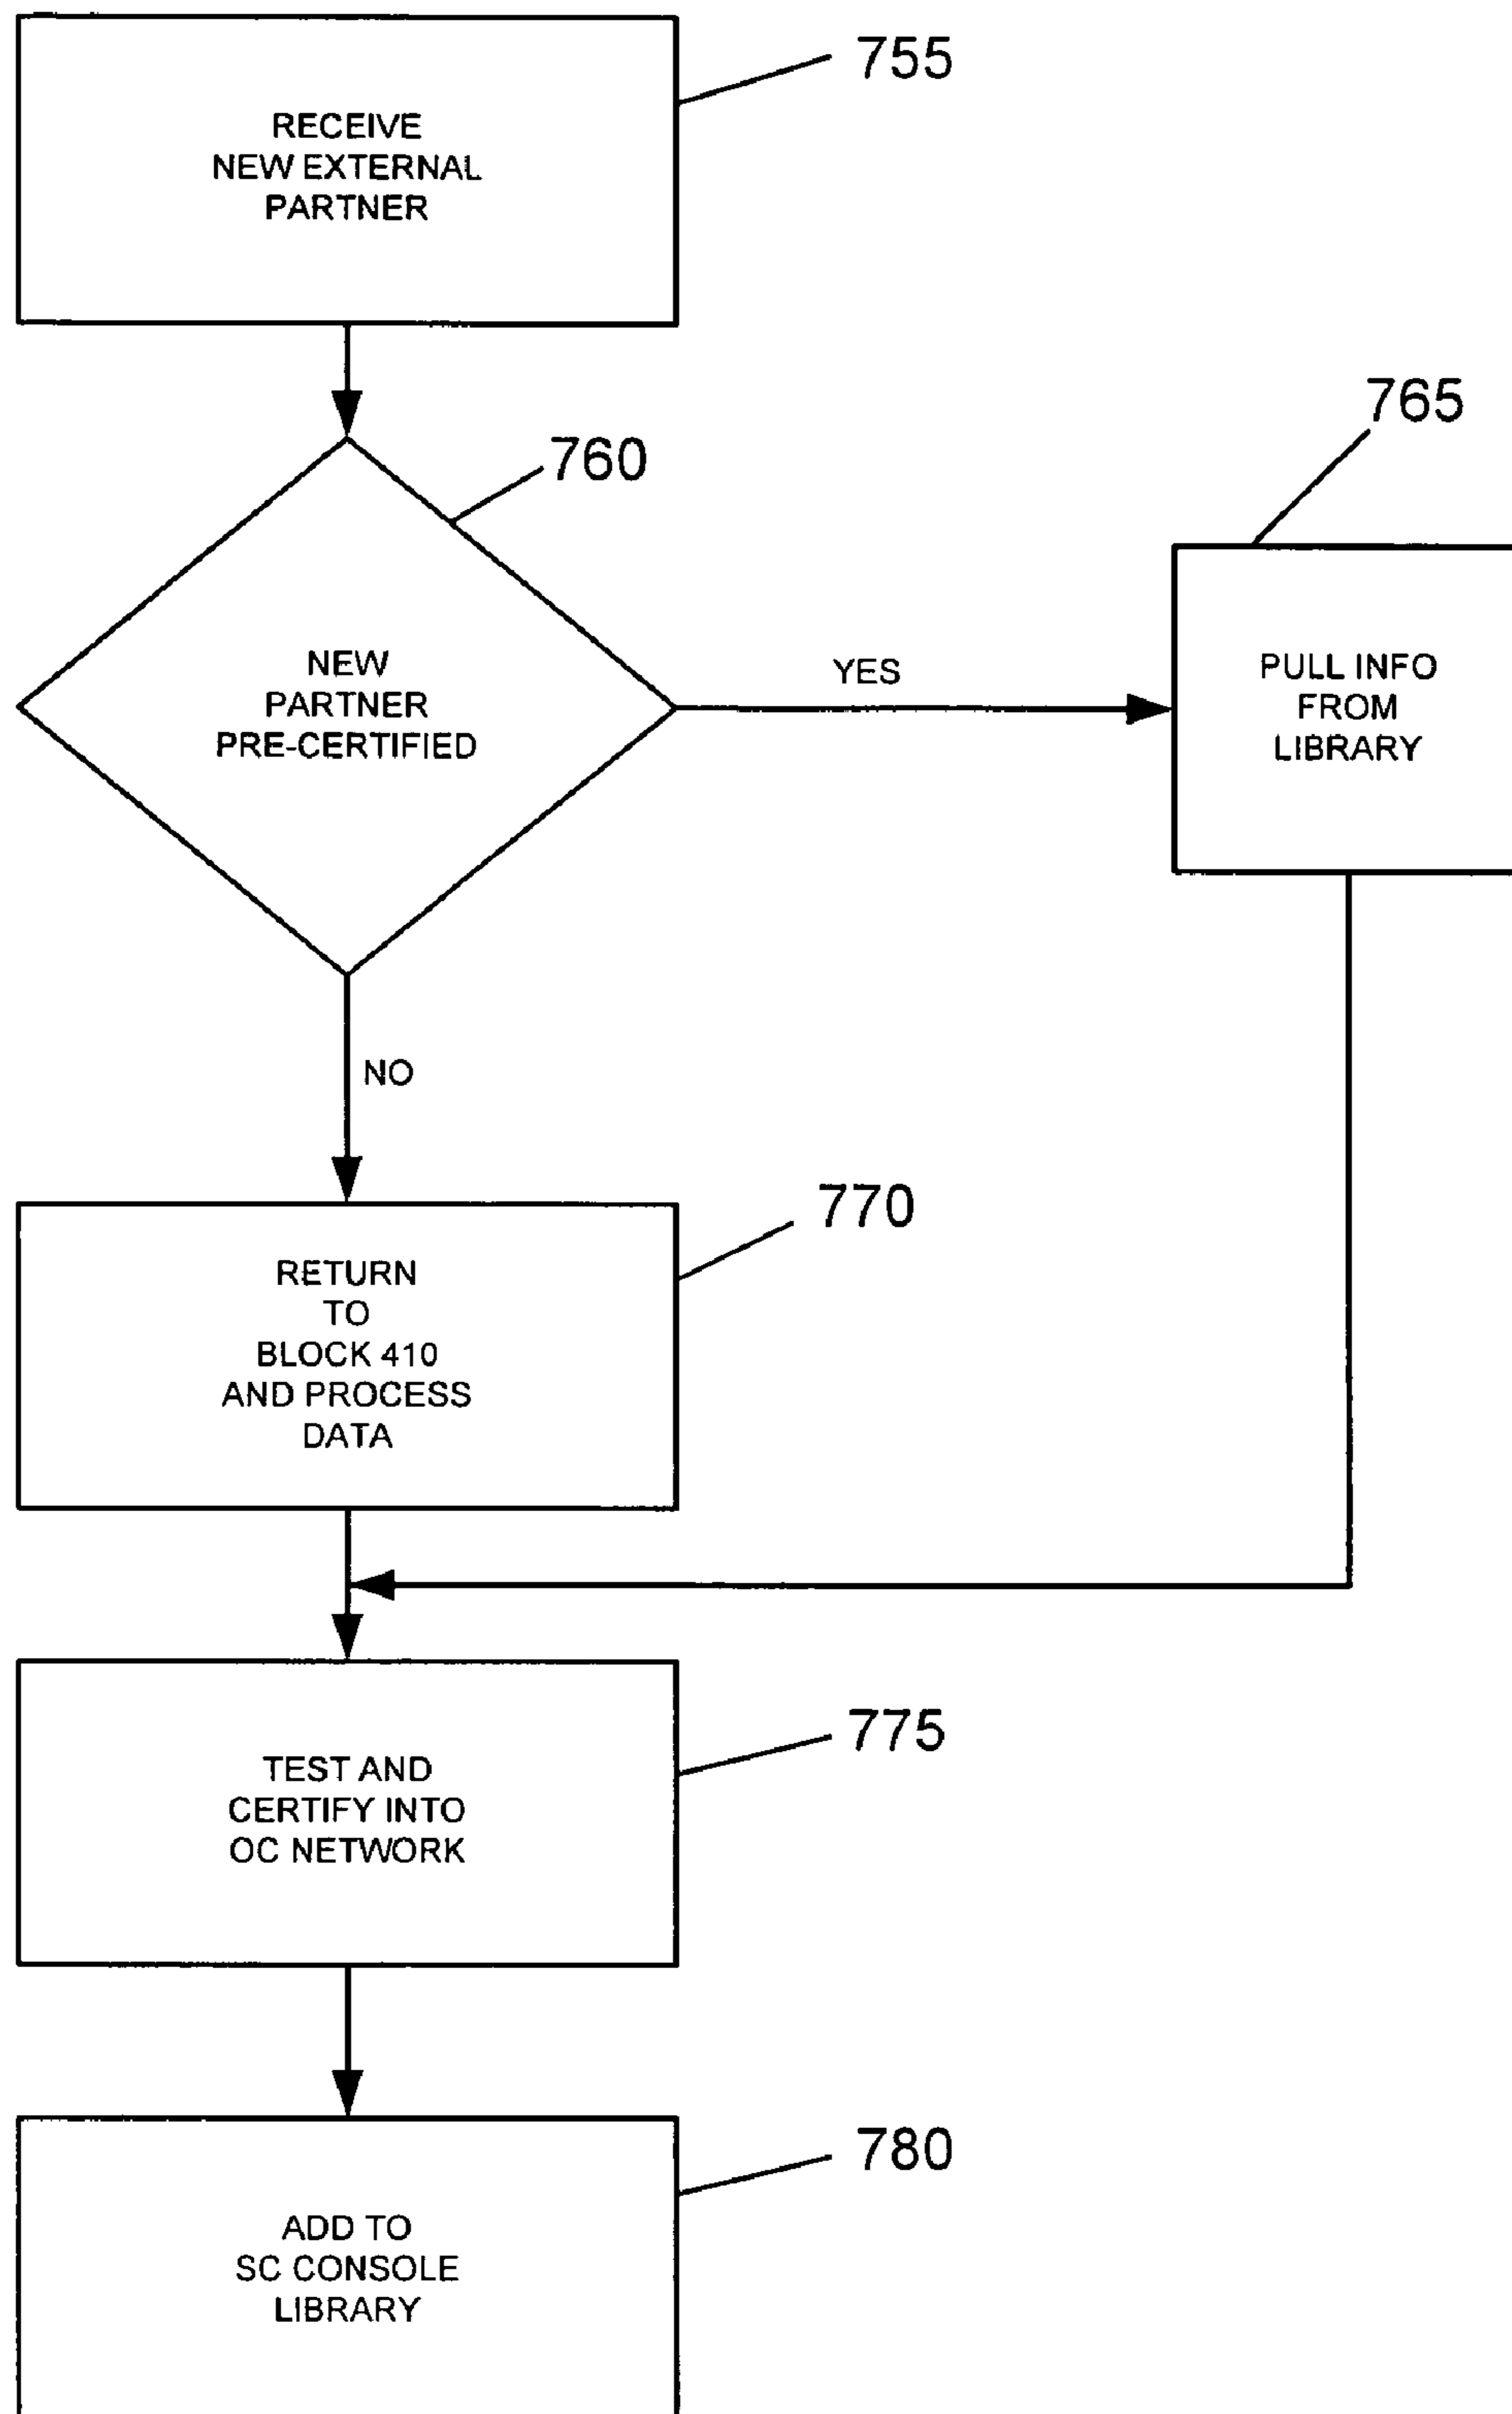 755
RECEIVE
NEW EXTERNAL
PARTNER
765
760
NEW
PARTNER
PRE-CERTIFIED
YES
PULL INFO
FROM
LIBRARY
NO
770
RETURN
TO
BLOCK 410
AND PROCESS
DATA
775
TEST AND
CERTIFY INTO
OC NETWORK
780
ADD TO
SC CONSOLE
LIBRARY